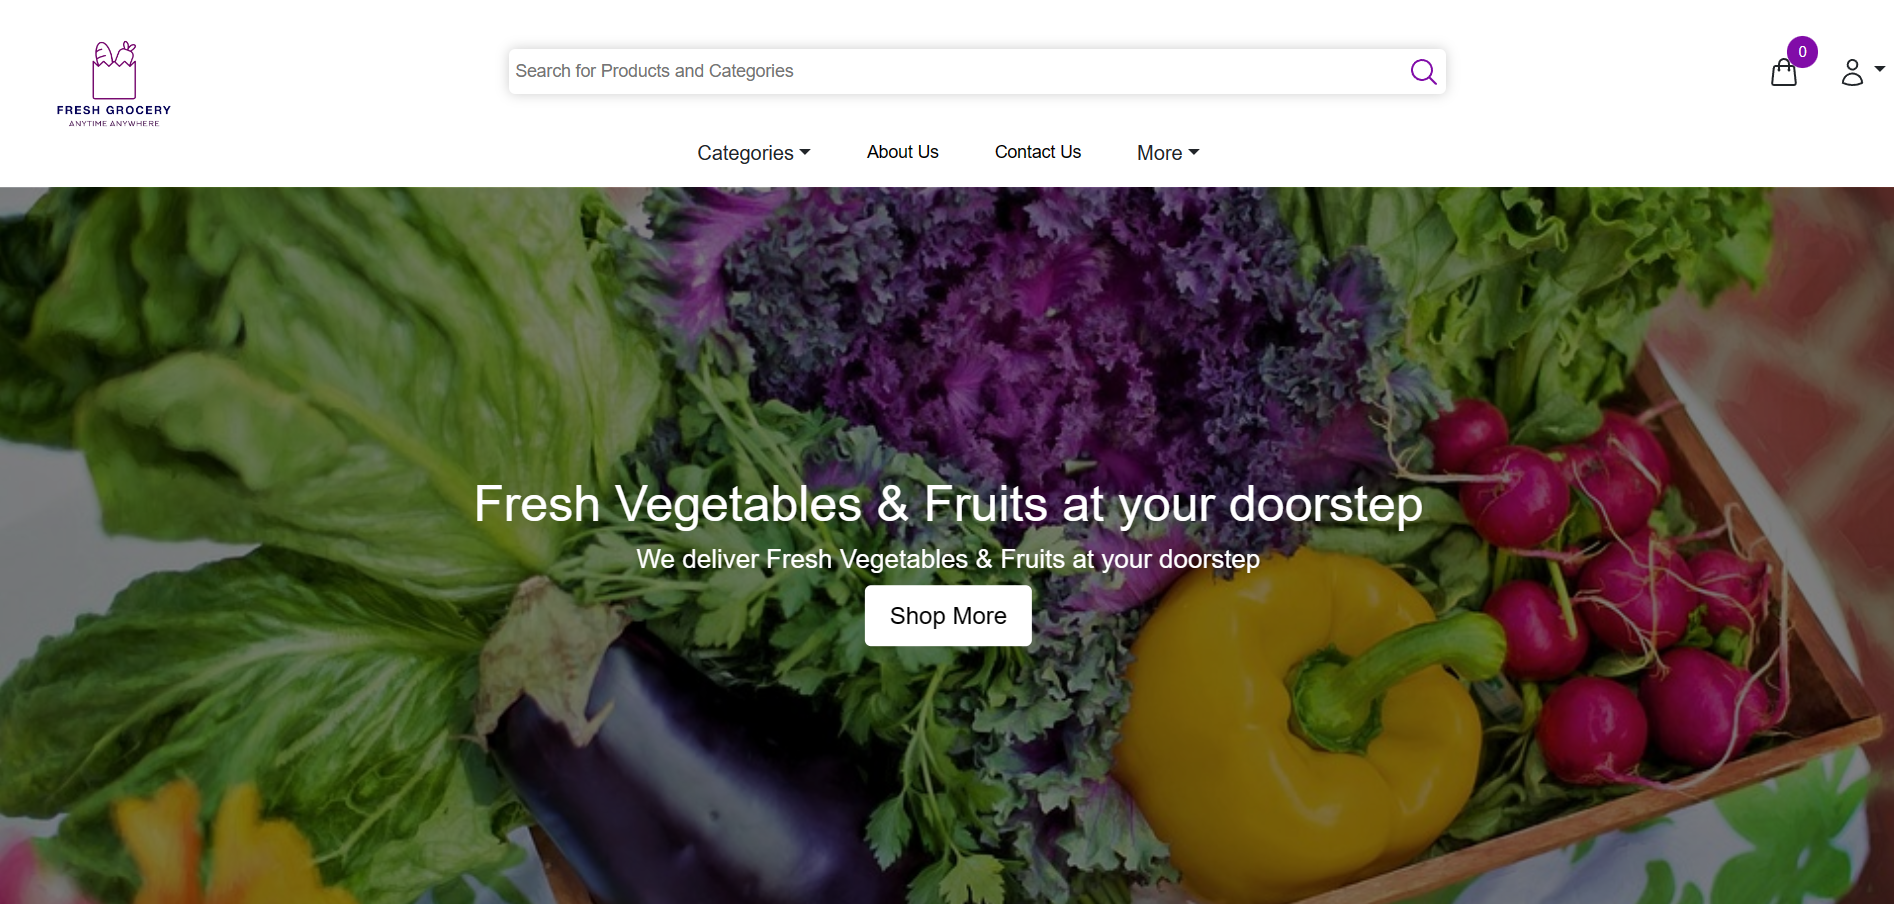 FRESH GROCERY
ANYTIME ANYWHERE
Search for Products and Categories
0
Categories
About Us
Contact Us
More
Fresh Vegetables & Fruits at your doorstep
We deliver Fresh Vegetables & Fruits at your doorstep
Shop More